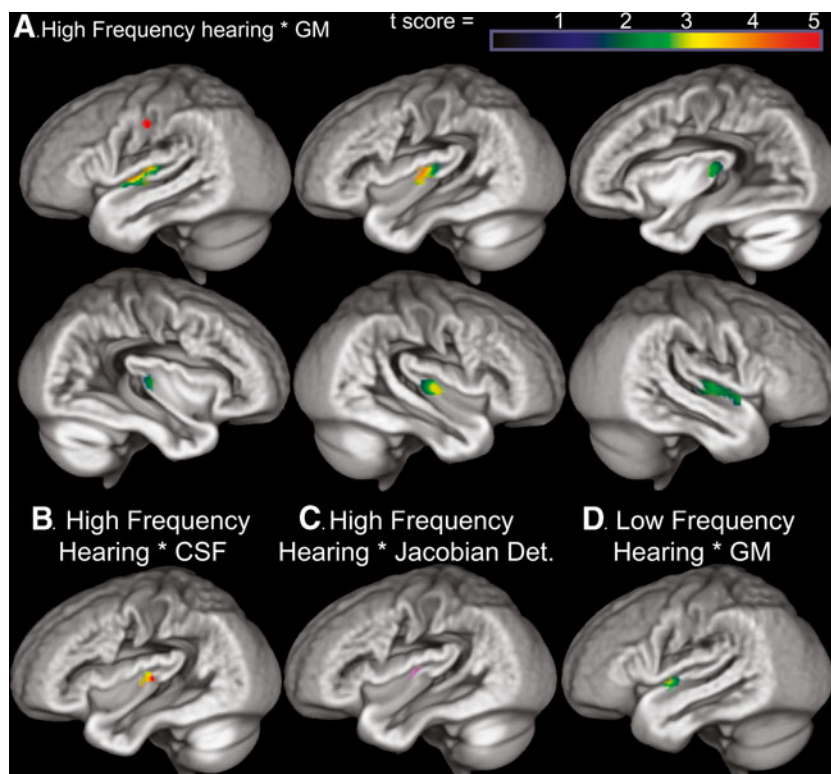 A.High Frequency hearing * GM
t score =
1 2 3 4 5
B. High Frequency
Hearing * CSF
C. High Frequency
Hearing * Jacobian Det.
D. Low Frequency
Hearing * GM